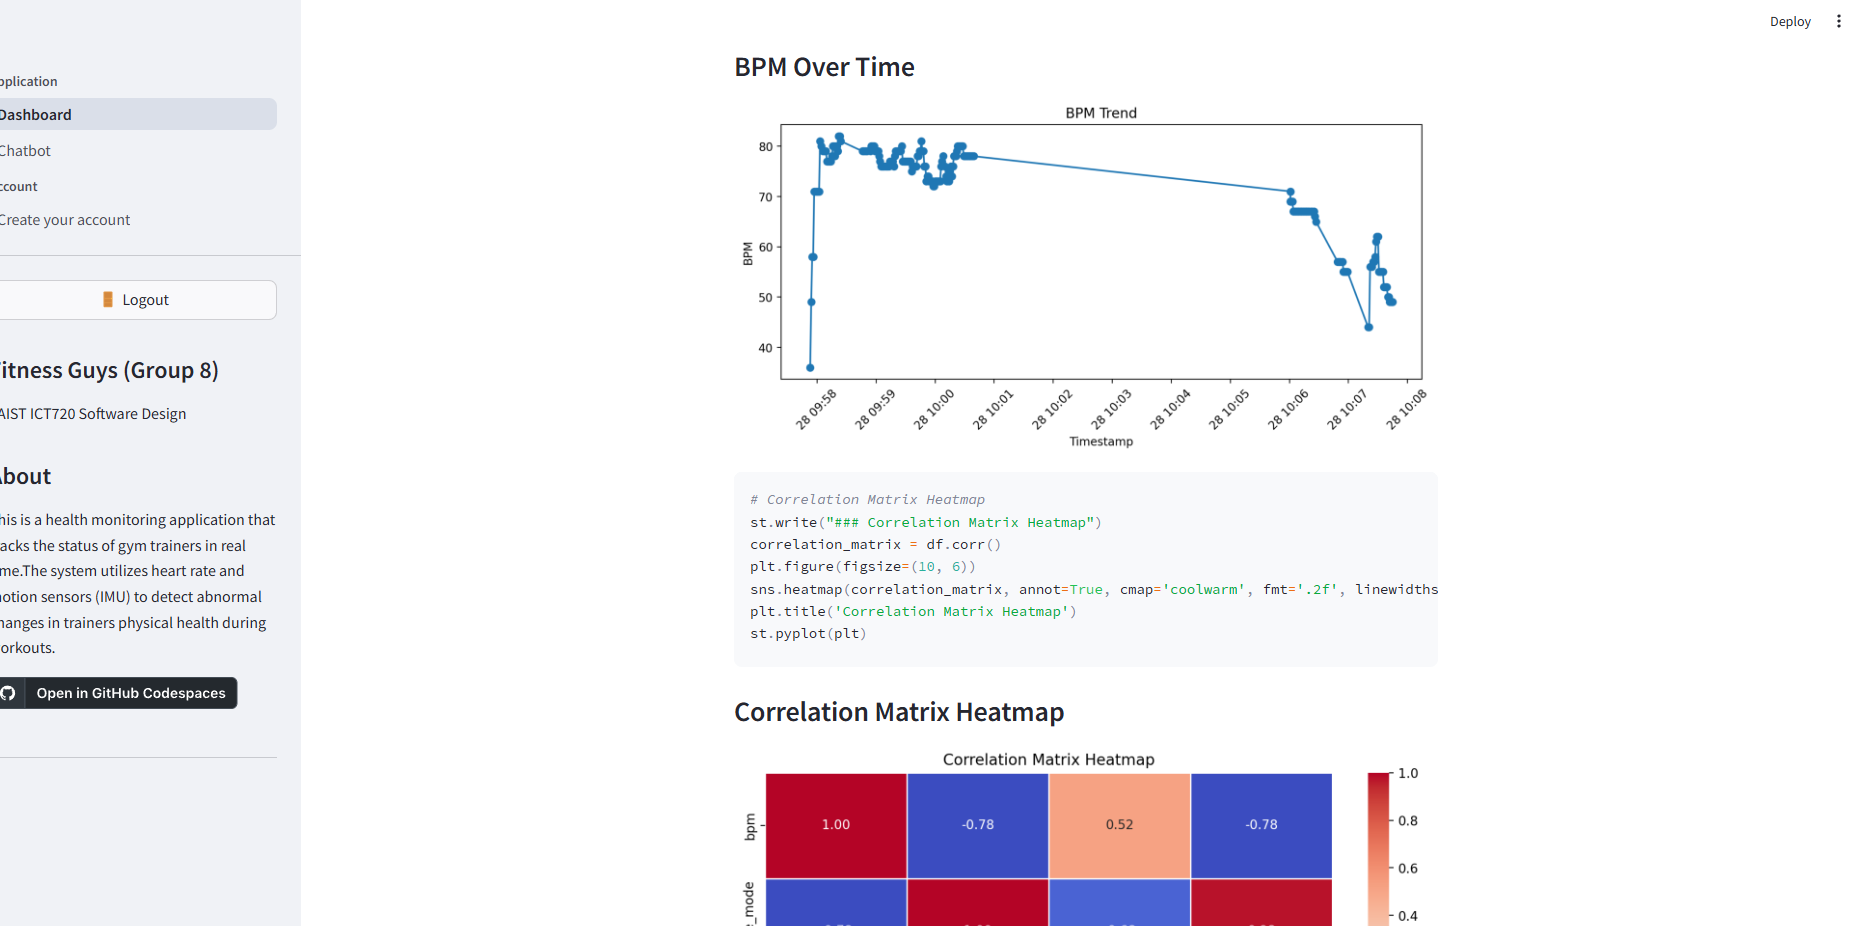 Deploy
pplication
Dashboard
Chatbot
ccount
Create your account
Logout
itness Guys (Group 8)
AIST ICT720 Software Design
About
his is a health monitoring application that
acks the status of gym trainers in real
me.The system utilizes heart rate and
otion sensors (IMU) to detect abnormal
hanges in trainers physical health during
orkouts.
Open in GitHub Codespaces
BPM Over Time
BPM Trend
BPM
80
70
60
50
40
28 09:58
28 09:59
28 10:00
28 10:01
28 10:02
28 10:03
28 10:04
28 10:05
28 10:06
28 10:07
28 10:08
Timestamp
# Correlation Matrix Heatmap
st.write("### Correlation Matrix Heatmap")
correlation_matrix = df.corr()
plt.figure(figsize=(10, 6))
sns.heatmap(correlation_matrix, annot=True, cmap='coolwarm', fmt='.2f', linewidths
plt.title('Correlation Matrix Heatmap')
st.pyplot(plt)
Correlation Matrix Heatmap
Correlation Matrix Heatmap
bpm
1.00
-0.78
0.52
-0.78
e_mode
1.0
0.8
0.6
0.4